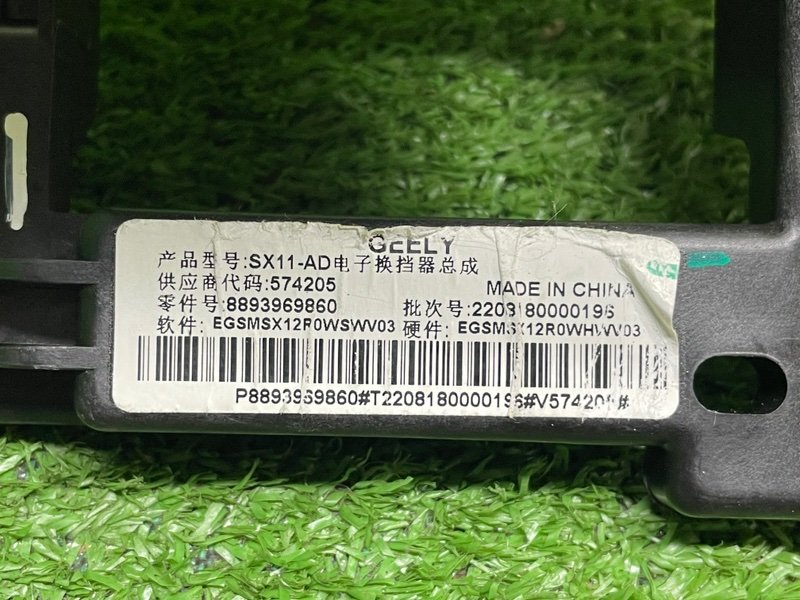 GEELY
产品型号:SX11-AD电子换挡器总成
供应商代码:574205 MADE IN CHINA
零件号:8893969860 批次号:2208180000196
软件: EGSMSX12R0WSWV03 硬件: EGSMSX12R0WHWV03
P8893969860#T2208180000196#V574205#